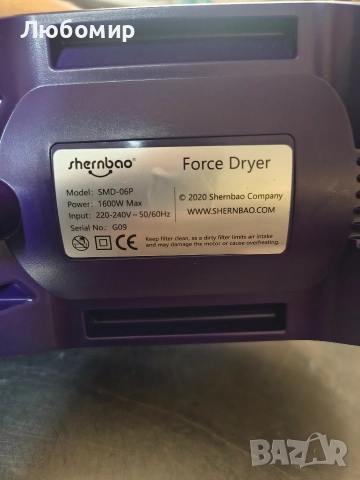 Любомир
shernbao®
Force Dryer
Model: SMD-06P
Power: 1600W Max
Input: 220-240V~50/60Hz
Serial No.: G09
© 2020 Shernbao Company
WWW.SHERNBAO.COM
CE
Keep filter clean, as a dirty filter limits air intake
and may damage the motor or cause overheating.
BAZAR